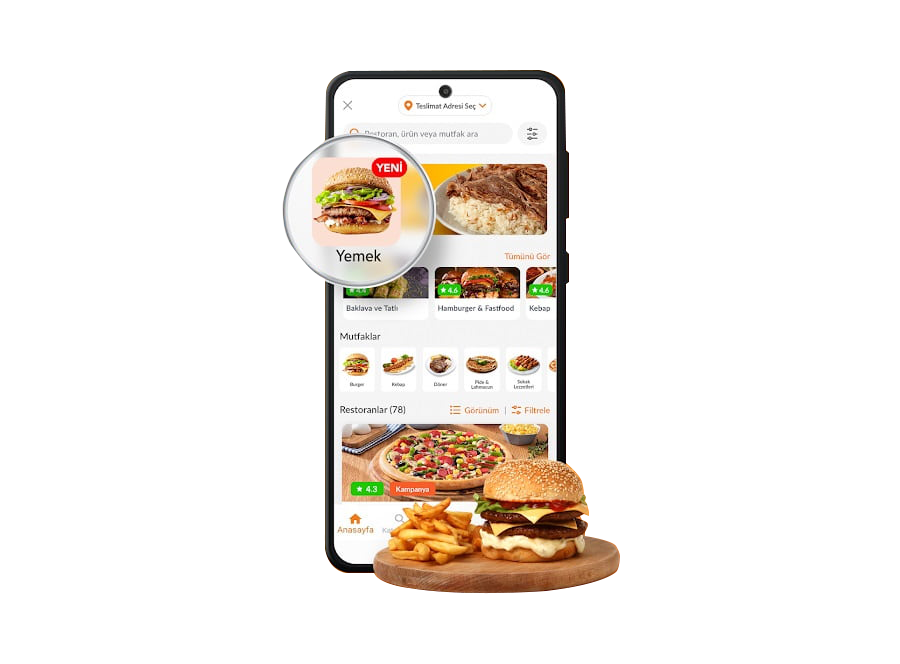 Teslimat Adresi Seç
Restoran, ürün veya mutfak ara
YENİ
Yemek
Tümünü Gör
4.4
4.6
4.6
Baklava ve Tatlı
Hamburger & Fastfood
Kebap
Mutfaklar
Burger
Kebap
Döner
Pide &
Lahmacun
Sokak
Lezzetleri
Restoranlar (78)
Görünüm
Filtrele
4.3
Kampanya
Anasayfa